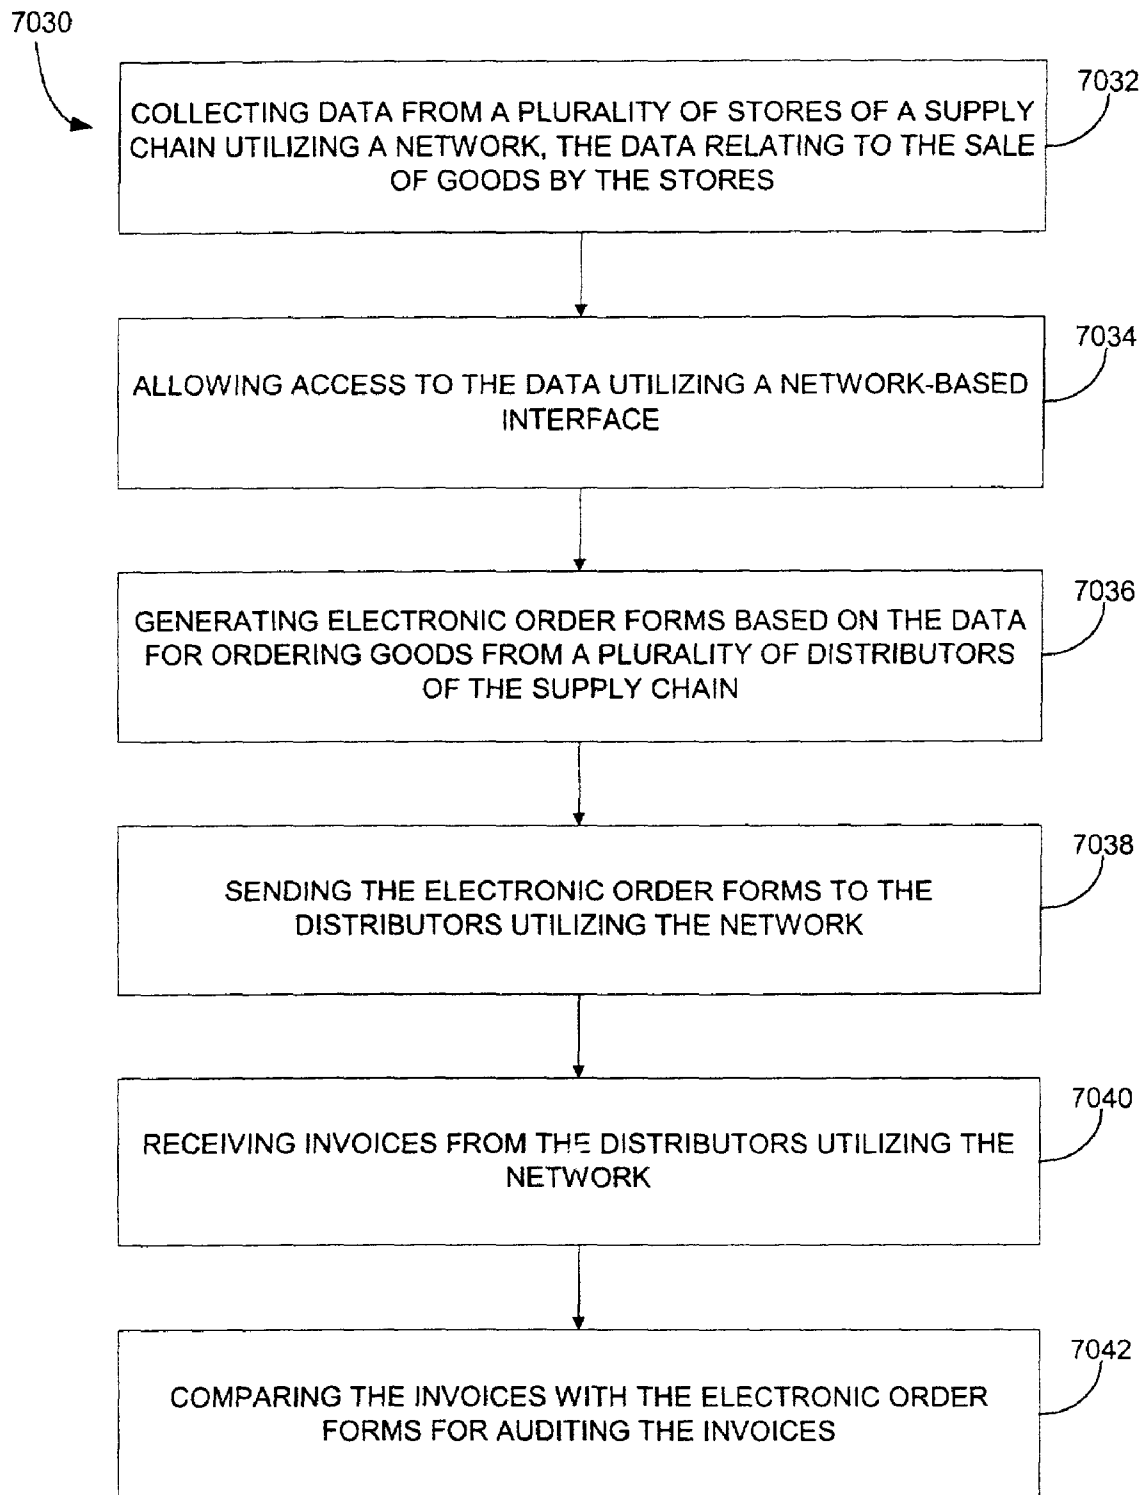 7030
7032
COLLECTING DATA FROM A PLURALITY OF STORES OF A SUPPLY
CHAIN UTILIZING A NETWORK, THE DATA RELATING TO THE SALE
OF GOODS BY THE STORES
7034
ALLOWING ACCESS TO THE DATA UTILIZING A NETWORK-BASED
INTERFACE
7036
GENERATING ELECTRONIC ORDER FORMS BASED ON THE DATA
FOR ORDERING GOODS FROM A PLURALITY OF DISTRIBUTORS
OF THE SUPPLY CHAIN
7038
SENDING THE ELECTRONIC ORDER FORMS TO THE
DISTRIBUTORS UTILIZING THE NETWORK
7040
RECEIVING INVOICES FROM THE DISTRIBUTORS UTILIZING THE
NETWORK
7042
COMPARING THE INVOICES WITH THE ELECTRONIC ORDER
FORMS FOR AUDITING THE INVOICES